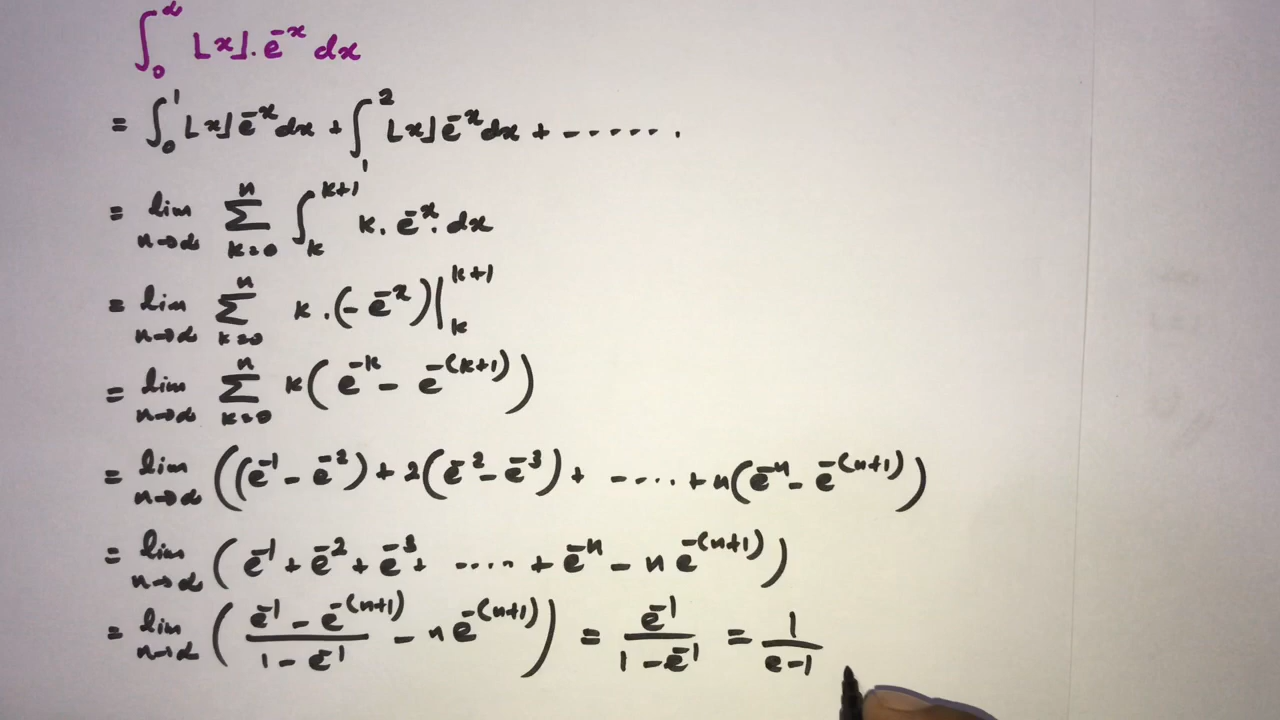 ∫₀^∞ ⌊x⌋. e^{-x} dx
= ∫₀¹ ⌊x⌋ e^{-x} dx + ∫₁² ⌊x⌋ e^{-x} dx + ------.
= lim_{n→∞} Σ_{k=0}^{n} ∫_k^{k+1} k. e^{-x}. dx
= lim_{n→∞} Σ_{k=0}^{n} k.(-e^{-x})|_k^{k+1}
= lim_{n→∞} Σ_{k=0}^{n} k(e^{-k} - e^{-(k+1)})
= lim_{n→∞} ((e^{-1} - e^{-2}) + 2(e^{-2} - e^{-3}) + ----- + n(e^{-n} - e^{-(n+1)}))
= lim_{n→∞} (e^{-1} + e^{-2} + e^{-3} + ..... + e^{-n} - n e^{-(n+1)})
= lim_{n→∞} ((e^{-1} - e^{-(n+1)})/(1 - e^{-1}) - n e^{-(n+1)}) = e^{-1}/(1 - e^{-1}) = 1/(e-1)